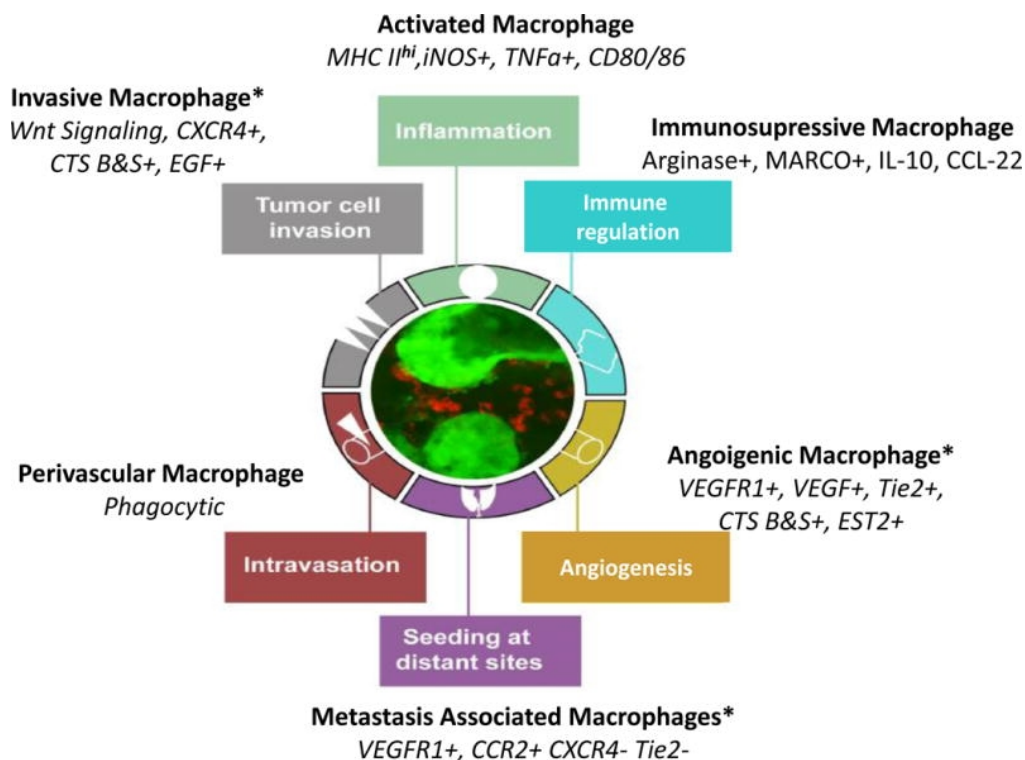 Activated Macrophage
MHC IIhi,iNOS+, TNFa+, CD80/86
Invasive Macrophage*
Wnt Signaling, CXCR4+,
CTS B&S+, EGF+
Inflammation
Immunosupressive Macrophage
Arginase+, MARCO+, IL-10, CCL-22
Tumor cell
invasion
Immune
regulation
Perivascular Macrophage
Phagocytic
Angoigenic Macrophage*
VEGFR1+, VEGF+, Tie2+,
CTS B&S+, EST2+
Intravasation
Angiogenesis
Seeding at
distant sites
Metastasis Associated Macrophages*
VEGFR1+, CCR2+ CXCR4- Tie2-